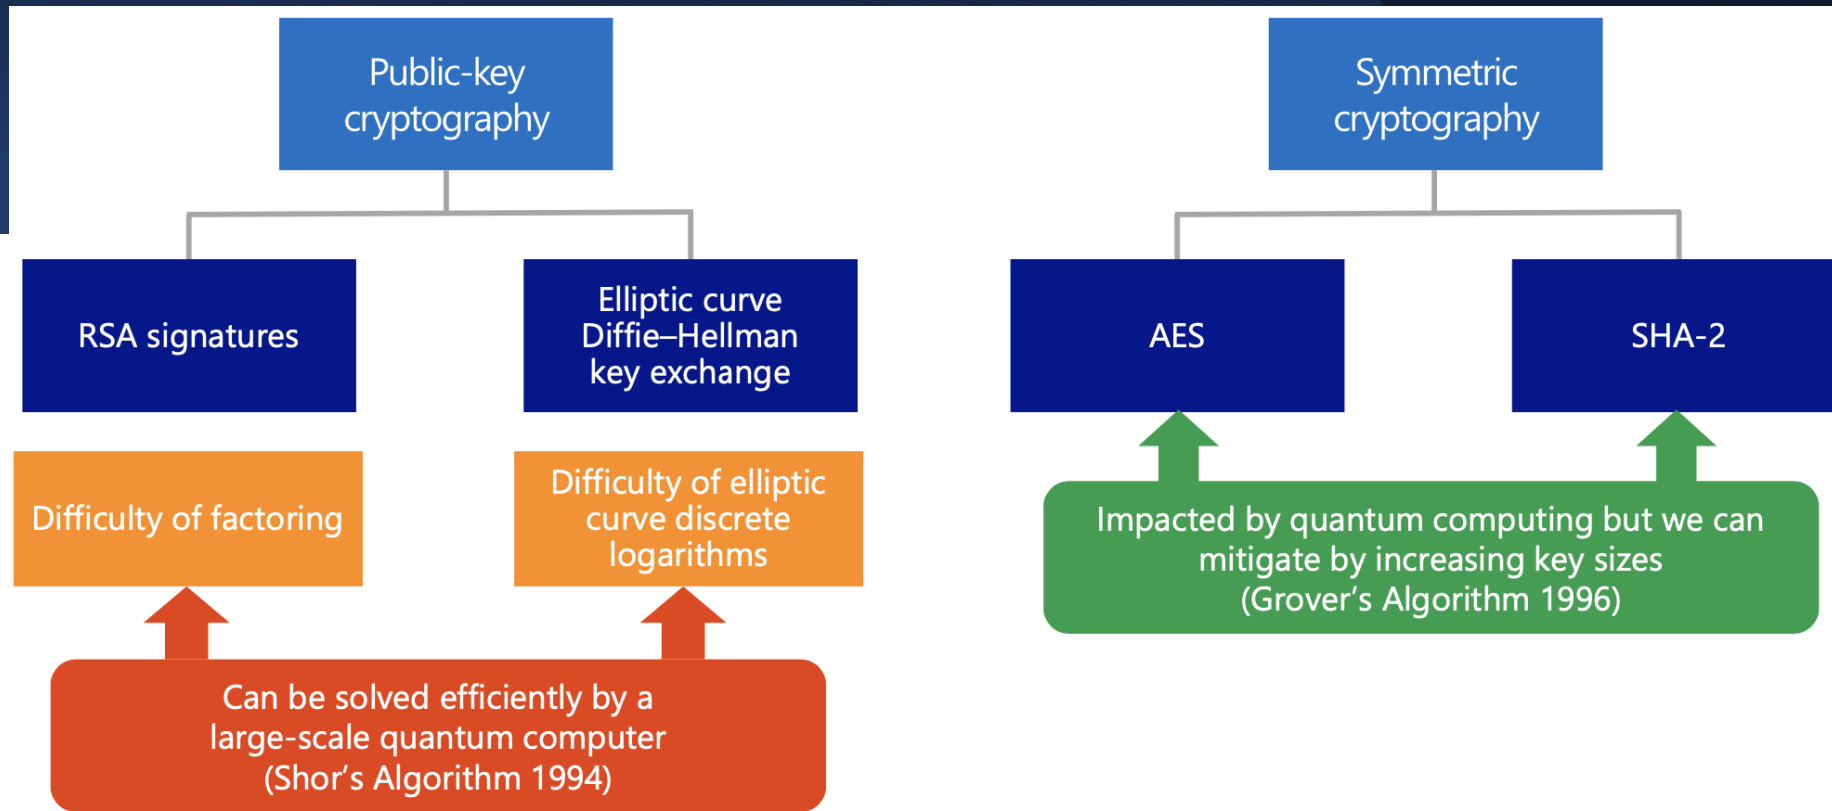 Public-key
cryptography
Symmetric
cryptography
RSA signatures
Elliptic curve
Diffie–Hellman
key exchange
AES
SHA-2
Difficulty of factoring
Difficulty of elliptic
curve discrete
logarithms
Impacted by quantum computing but we can
mitigate by increasing key sizes
(Grover’s Algorithm 1996)
Can be solved efficiently by a
large-scale quantum computer
(Shor’s Algorithm 1994)